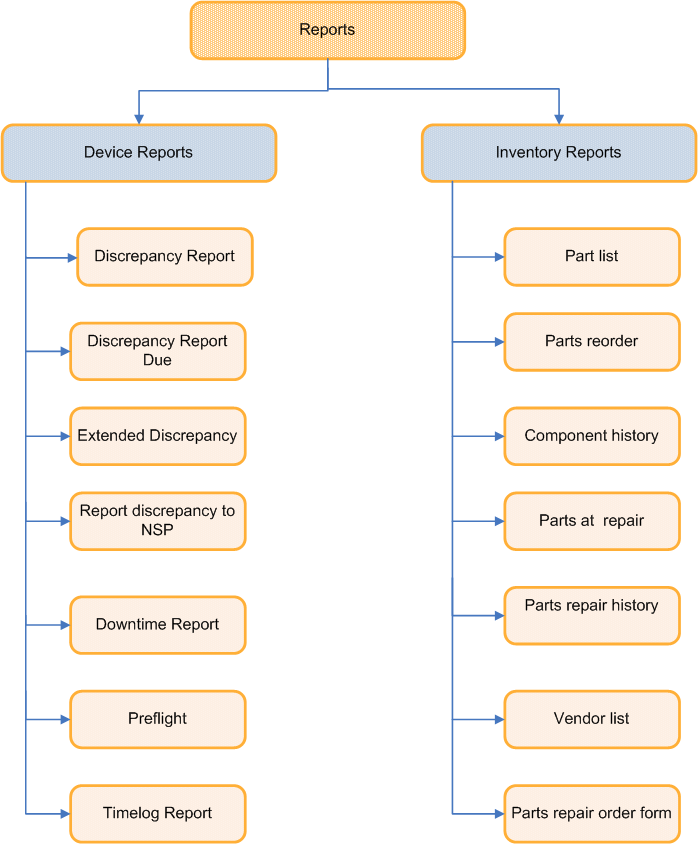 Reports
Device Reports
Discrepancy Report
Discrepancy Report
Due
Extended Discrepancy
Report discrepancy to
NSP
Downtime Report
Preflight
Timelog Report
Inventory Reports
Part list
Parts reorder
Component history
Parts at  repair
Parts repair history
Vendor list
Parts repair order form